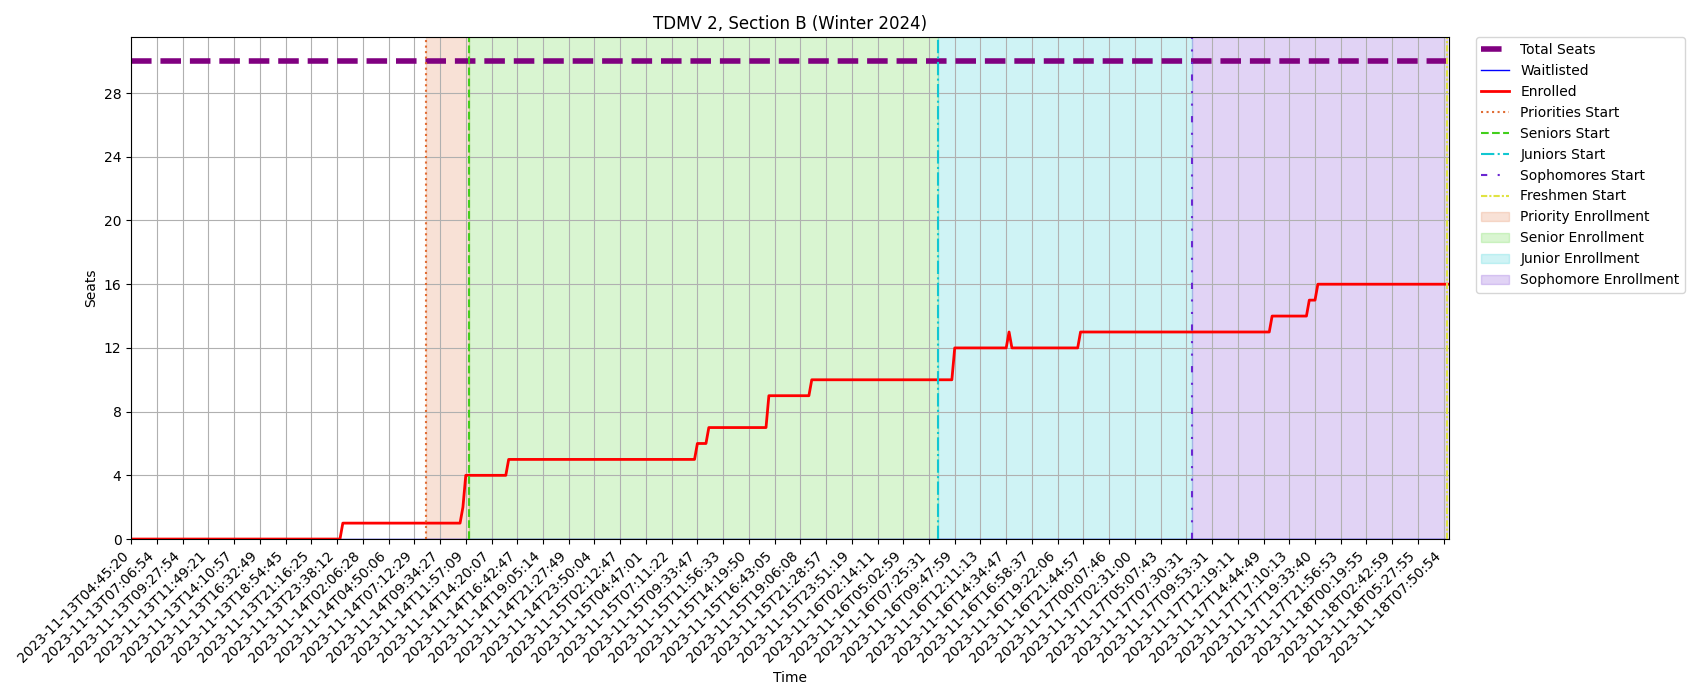 TDMV 2, Section B (Winter 2024)
Seats
28
24
20
16
12
8
4
0
2023-11-13T04:45:20
2023-11-13T07:06:54
2023-11-13T09:27:54
2023-11-13T11:49:21
2023-11-13T14:10:57
2023-11-13T16:32:49
2023-11-13T18:54:45
2023-11-13T21:16:25
2023-11-13T23:38:12
2023-11-14T02:06:28
2023-11-14T04:50:06
2023-11-14T07:12:29
2023-11-14T09:34:27
2023-11-14T11:57:09
2023-11-14T14:20:07
2023-11-14T16:42:47
2023-11-14T19:05:14
2023-11-14T21:27:49
2023-11-14T23:50:04
2023-11-15T02:12:47
2023-11-15T04:47:01
2023-11-15T07:11:22
2023-11-15T09:33:47
2023-11-15T11:56:33
2023-11-15T14:19:50
2023-11-15T16:43:05
2023-11-15T19:06:08
2023-11-15T21:28:57
2023-11-15T23:51:19
2023-11-16T02:14:11
2023-11-16T05:02:59
2023-11-16T07:25:31
2023-11-16T09:47:59
2023-11-16T12:11:13
2023-11-16T14:34:47
2023-11-16T16:58:37
2023-11-16T19:22:06
2023-11-16T21:44:57
2023-11-17T00:07:46
2023-11-17T02:31:00
2023-11-17T05:07:43
2023-11-17T07:30:31
2023-11-17T09:53:31
2023-11-17T12:19:11
2023-11-17T14:44:49
2023-11-17T17:10:13
2023-11-17T19:33:40
2023-11-17T21:56:53
2023-11-18T00:19:55
2023-11-18T02:42:59
2023-11-18T05:27:55
2023-11-18T07:50:54
Time
Total Seats
Waitlisted
Enrolled
Priorities Start
Seniors Start
Juniors Start
Sophomores Start
Freshmen Start
Priority Enrollment
Senior Enrollment
Junior Enrollment
Sophomore Enrollment